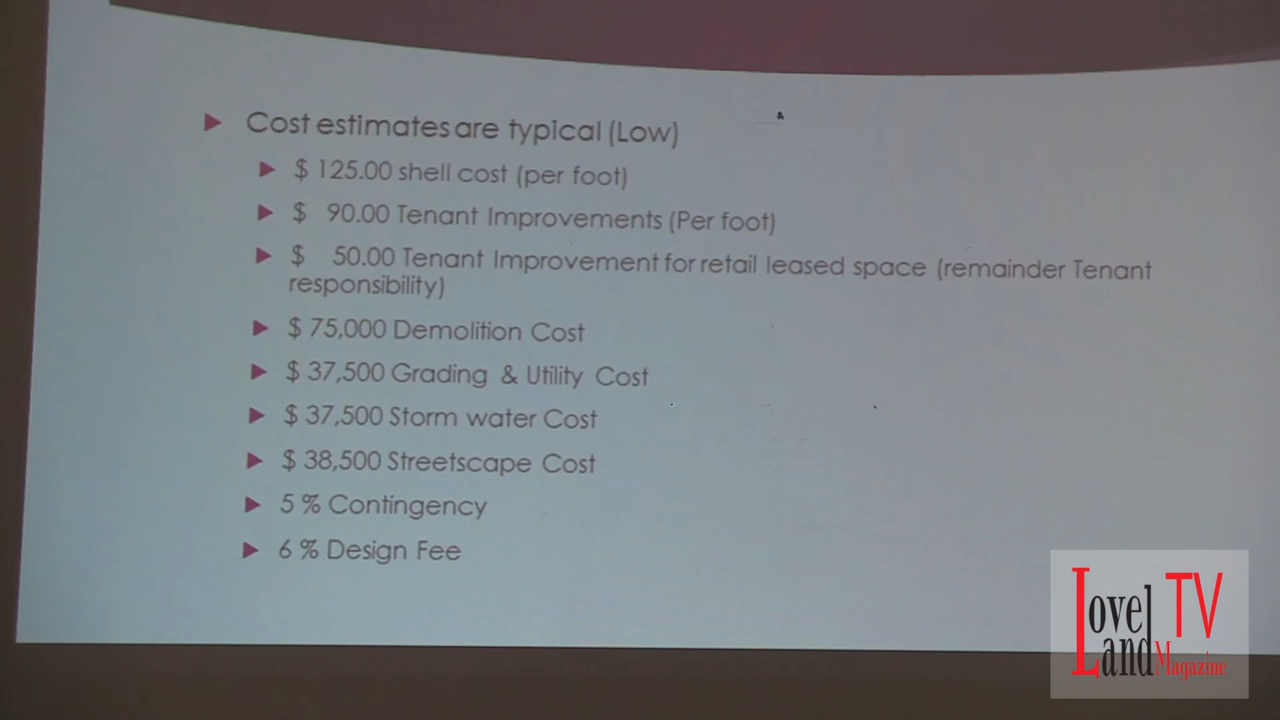 Cost estimates are typical (Low)
$ 125.00 shell cost (per foot)
$ 90.00 Tenant Improvements (Per foot)
$ 50.00 Tenant Improvement for retail leased space (remainder Tenant
responsibility)
$ 75,000 Demolition Cost
$ 37,500 Grading & Utility Cost
$ 37,500 Storm water Cost
$ 38,500 Streetscape Cost
5 % Contingency
6 % Design Fee
LoveLand Magazine TV